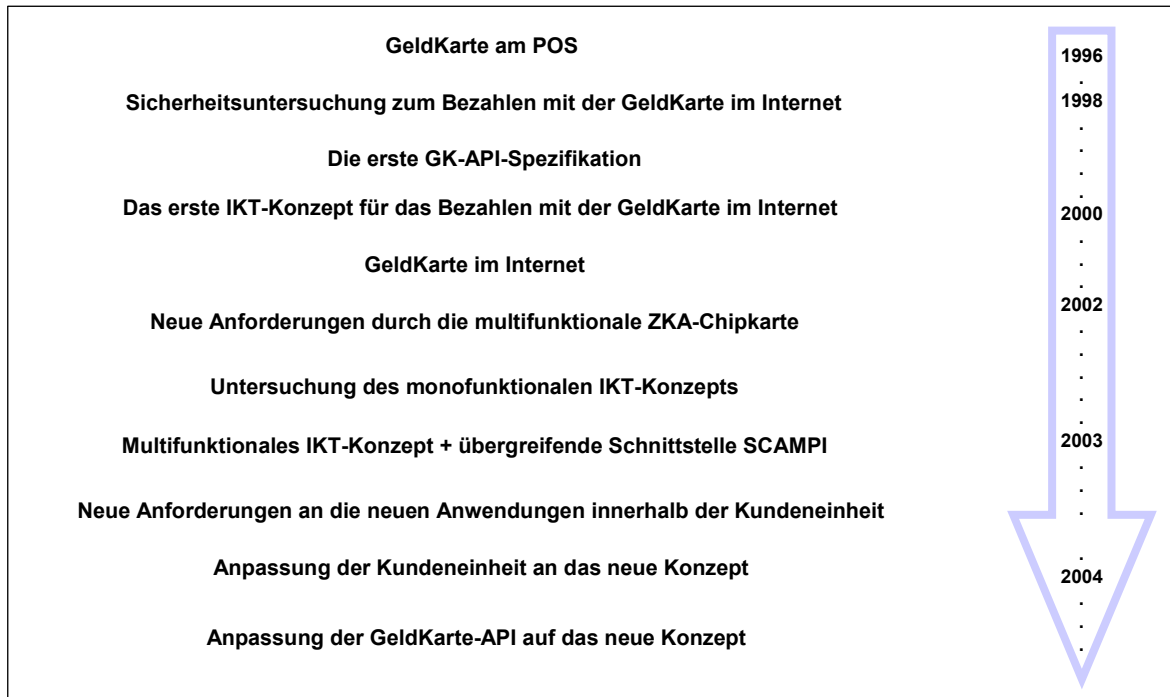 GeldKarte am POS
1996
.
Sicherheitsuntersuchung zum Bezahlen mit der GeldKarte im Internet
1998
.
.
Die erste GK-API-Spezifikation
.
.
Das erste IKT-Konzept für das Bezahlen mit der GeldKarte im Internet
2000
.
GeldKarte im Internet
.
.
2002
Neue Anforderungen durch die multifunktionale ZKA-Chipkarte
.
.
Untersuchung des monofunktionalen IKT-Konzepts
.
.
.
Multifunktionales IKT-Konzept + übergreifende Schnittstelle SCAMPI
2003
.
.
Neue Anforderungen an die neuen Anwendungen innerhalb der Kundeneinheit
.
.
Anpassung der Kundeneinheit an das neue Konzept
2004
.
.
Anpassung der GeldKarte-API auf das neue Konzept
.